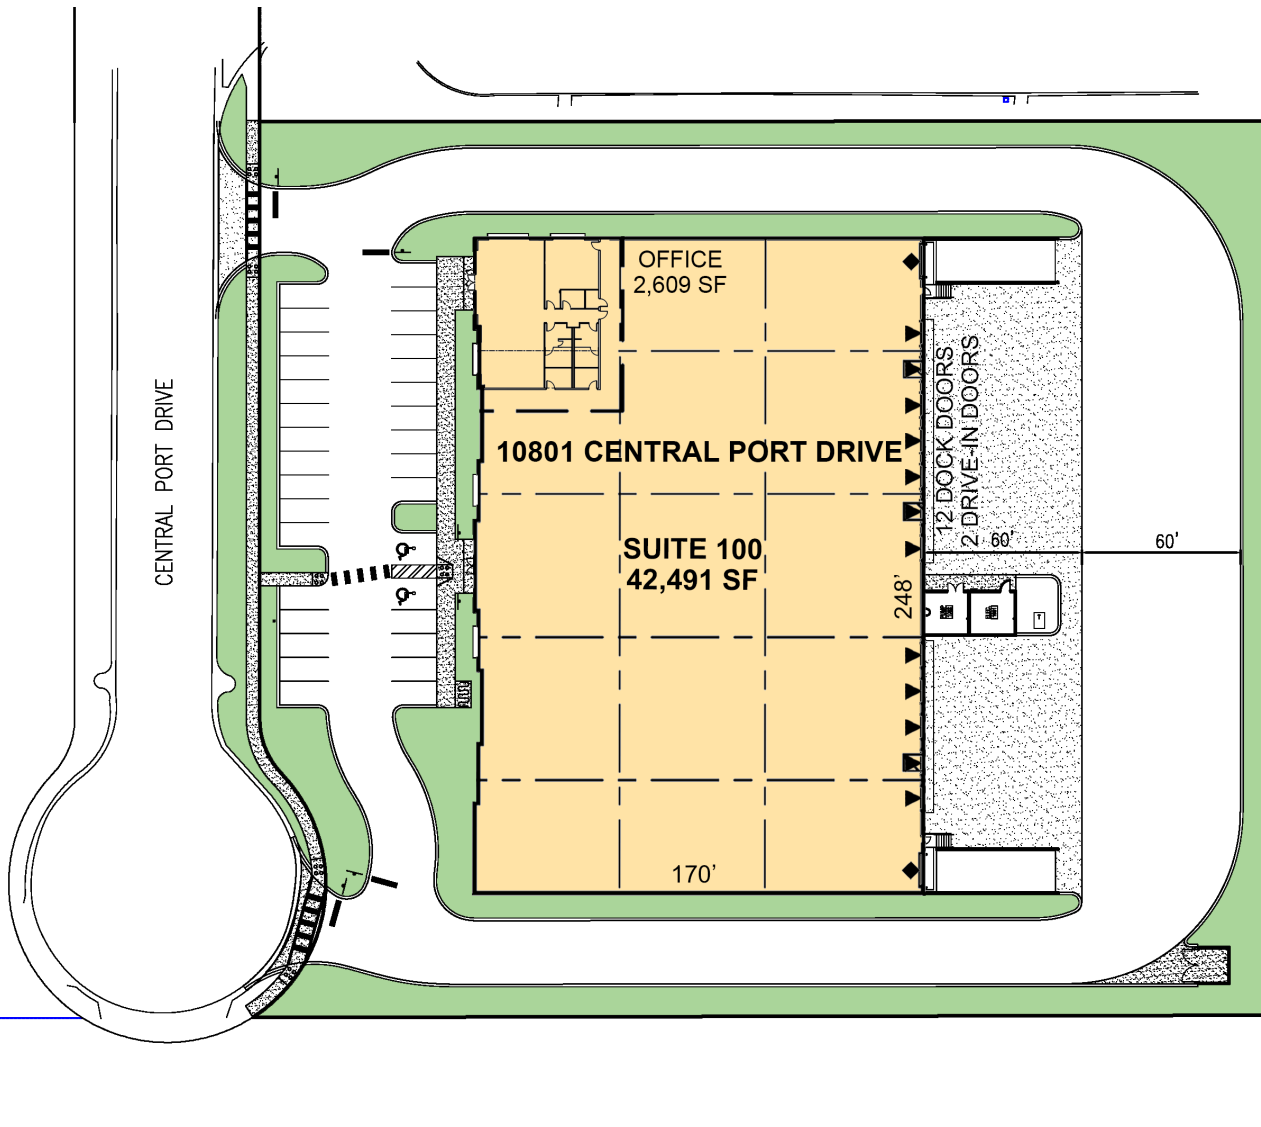 OFFICE
2,609 SF
12 DOCK DOORS
2 DRIVE-IN DOORS
CENTRAL PORT DRIVE
10801 CENTRAL PORT DRIVE
SUITE 100
42,491 SF
60'
60'
248'
170'